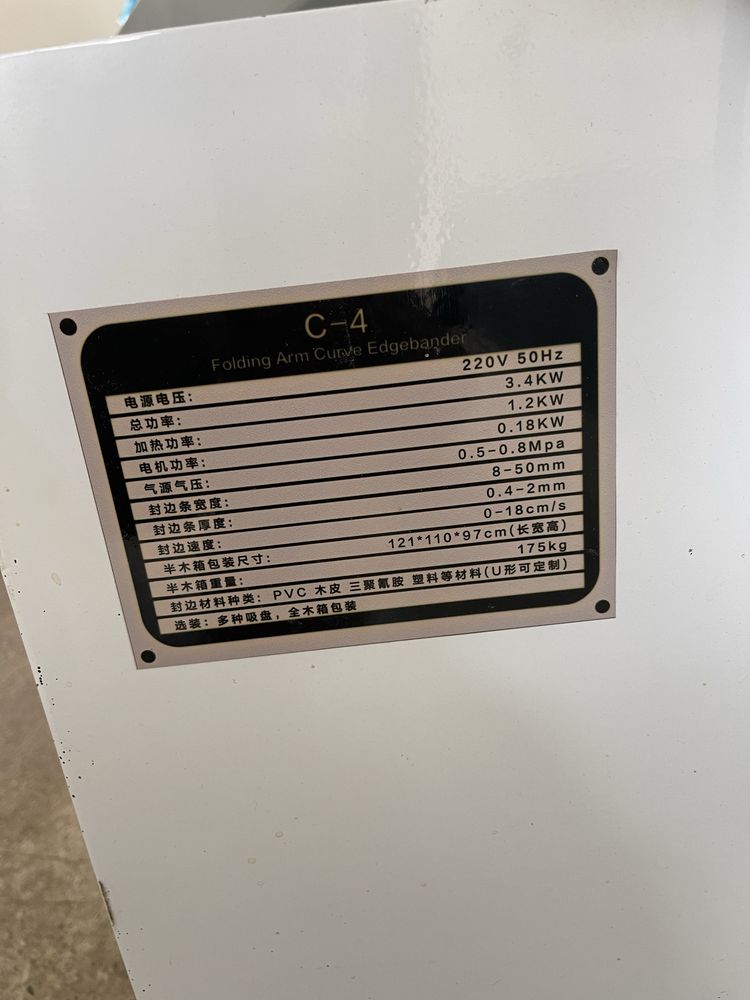 C-4
Folding Arm Curve Edgebander
电源电压: 220V 50Hz
总功率: 3.4KW
加热功率: 1.2KW
电机功率: 0.18KW
气源气压: 0.5-0.8Mpa
封边条宽度: 8-50mm
封边条厚度: 0.4-2mm
封边速度: 0-18cm/s
半木箱包装尺寸: 121*110*97cm(长宽高)
半木箱重量: 175kg
封边材料种类: PVC 木皮 三聚氰胺 塑料等材料(U形可定制)
选装: 多种吸盘, 全木箱包装